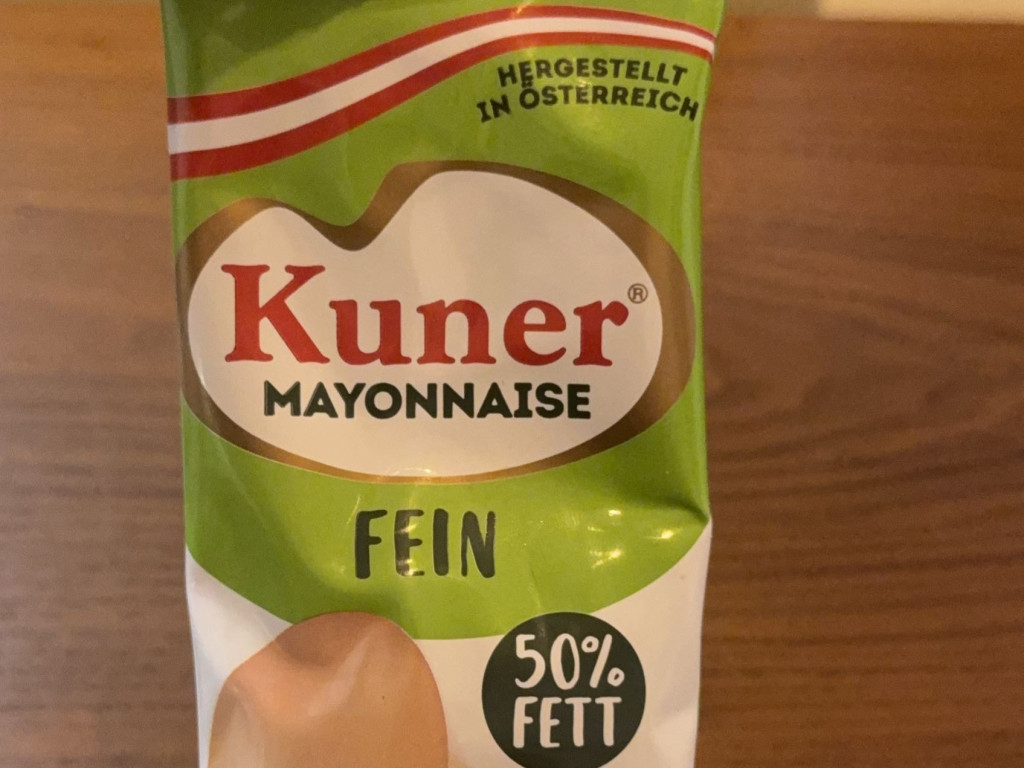 HERGESTELLT
IN ÖSTERREICH
Kuner®
MAYONNAISE
FEIN
50%
FETT